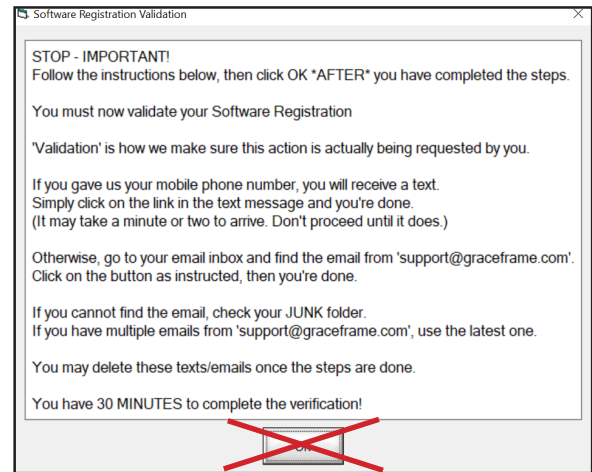 Software Registration Validation
STOP - IMPORTANT!
Follow the instructions below, then click OK *AFTER* you have completed the steps.
You must now validate your Software Registration
'Validation' is how we make sure this action is actually being requested by you.
If you gave us your mobile phone number, you will receive a text.
Simply click on the link in the text message and you're done.
(It may take a minute or two to arrive. Don't proceed until it does.)
Otherwise, go to your email inbox and find the email from 'support@graceframe.com'.
Click on the button as instructed, then you're done.
If you cannot find the email, check your JUNK folder.
If you have multiple emails from 'support@graceframe.com', use the latest one.
You may delete these texts/emails once the steps are done.
You have 30 MINUTES to complete the verification!